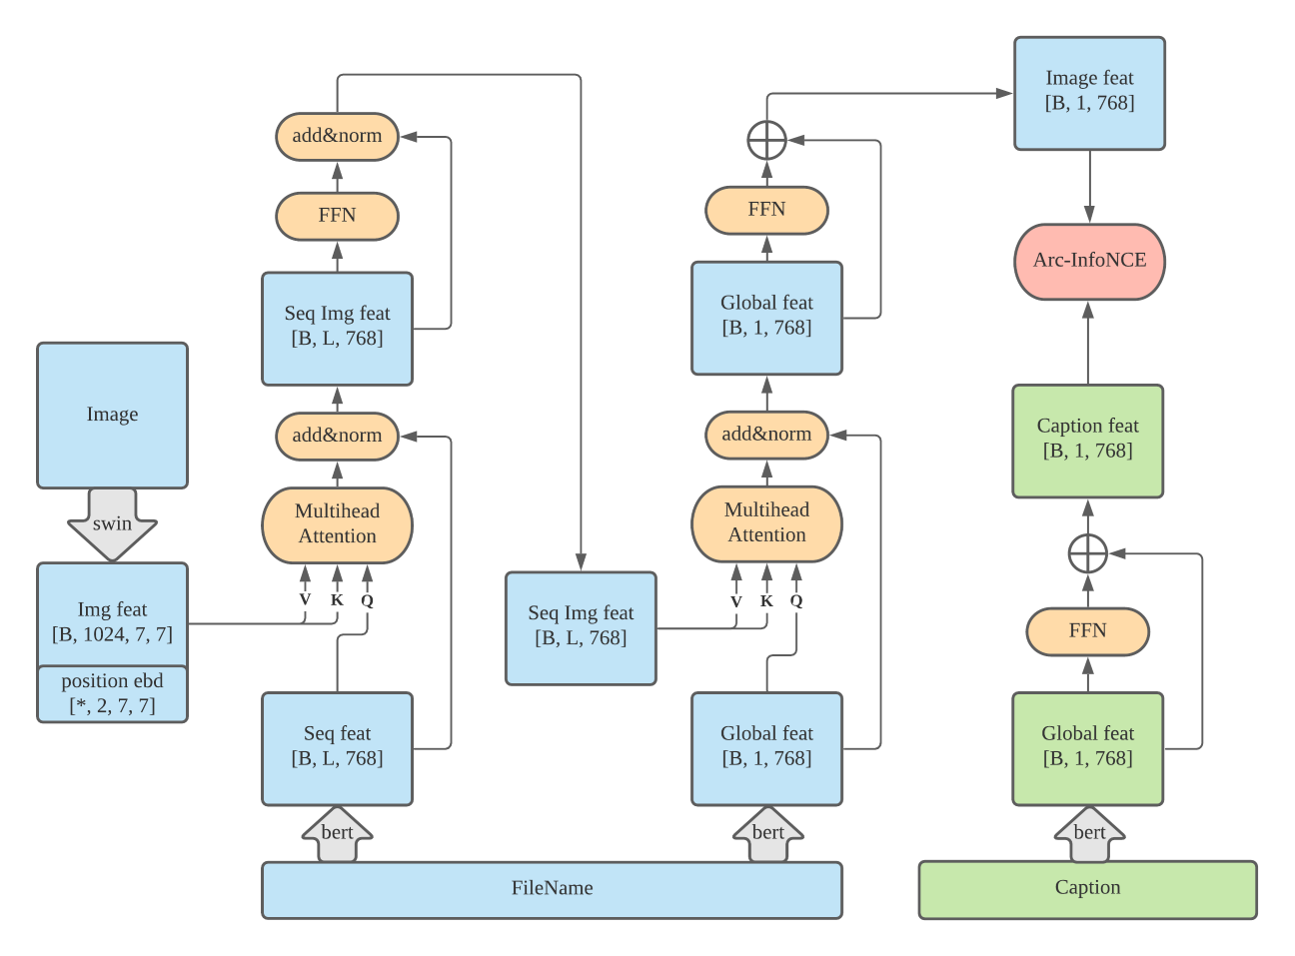 Image
swin
Img feat
[B, 1024, 7, 7]
position ebd
[*, 2, 7, 7]
add&norm
FFN
Seq Img feat
[B, L, 768]
add&norm
Multihead
Attention
V K Q
Seq feat
[B, L, 768]
bert
Seq Img feat
[B, L, 768]
FFN
Global feat
[B, 1, 768]
add&norm
Multihead
Attention
V K Q
Global feat
[B, 1, 768]
bert
FileName
Image feat
[B, 1, 768]
Arc-InfoNCE
Caption feat
[B, 1, 768]
FFN
Global feat
[B, 1, 768]
bert
Caption